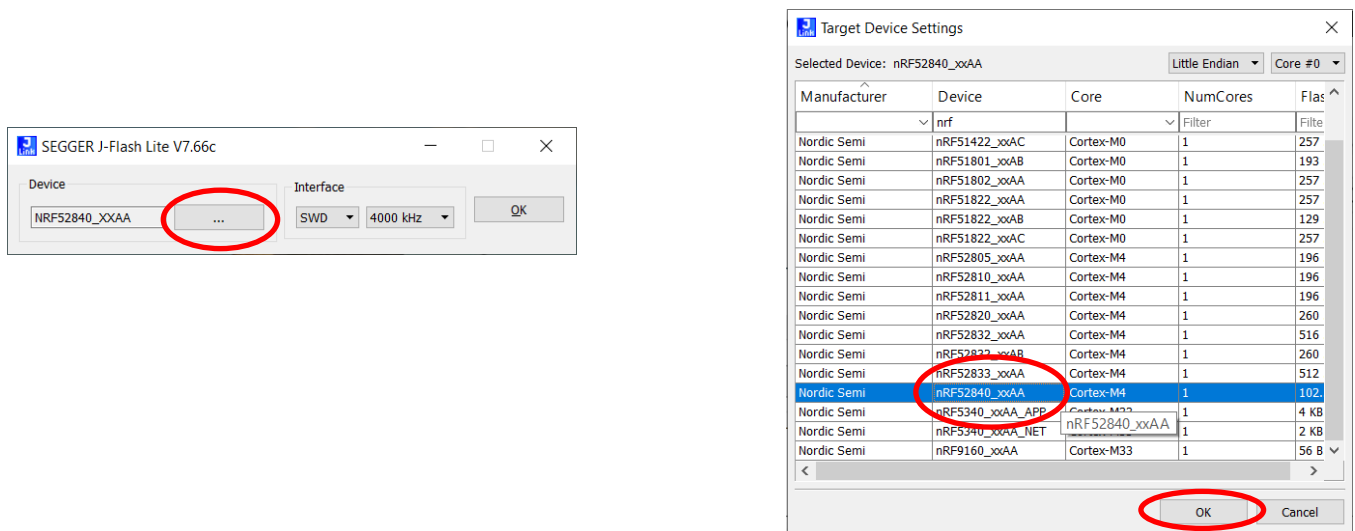 SEGGER J-Flash Lite V7.66c
Device
Interface
NRF52840_XXAA
...
SWD
4000 kHz
OK
Target Device Settings
Selected Device: nRF52840_xxAA Little Endian Core #0
Manufacturer Device Core NumCores Flas
nrf Filter Filte
Nordic Semi nRF51422_xxAC Cortex-M0 1 257
Nordic Semi nRF51801_xxAB Cortex-M0 1 193
Nordic Semi nRF51802_xxAA Cortex-M0 1 257
Nordic Semi nRF51822_xxAA Cortex-M0 1 257
Nordic Semi nRF51822_xxAB Cortex-M0 1 129
Nordic Semi nRF51822_xxAC Cortex-M0 1 257
Nordic Semi nRF52805_xxAA Cortex-M4 1 196
Nordic Semi nRF52810_xxAA Cortex-M4 1 196
Nordic Semi nRF52811_xxAA Cortex-M4 1 196
Nordic Semi nRF52820_xxAA Cortex-M4 1 260
Nordic Semi nRF52832_xxAA Cortex-M4 1 516
Nordic Semi nRF52832_xxAB Cortex-M4 1 260
Nordic Semi nRF52833_xxAA Cortex-M4 1 512
Nordic Semi nRF52840_xxAA Cortex-M4 1 102.
Nordic Semi nRF5340_xxAA_APP Cortex-M33 1 4 KB
nRF52840_xxAA
Nordic Semi nRF5340_xxAA_NET 1 2 KB
Nordic Semi nRF9160_xxAA Cortex-M33 1 56 B
OK Cancel